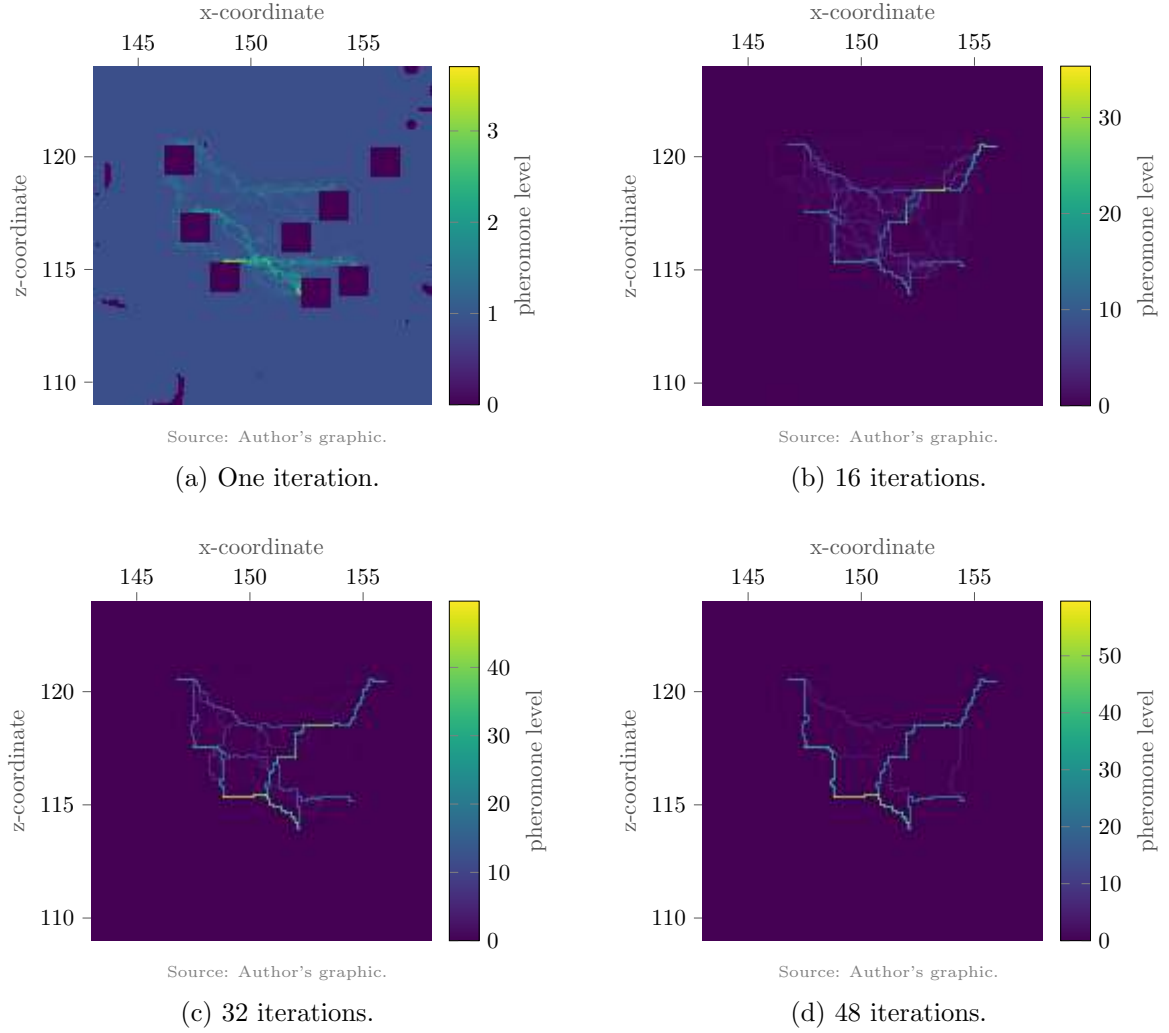 x-coordinate
145 150 155
120
115
110
z-coordinate
3
2
1
0
pheromone level
Source: Author's graphic.
(a) One iteration.
x-coordinate
145 150 155
120
115
110
z-coordinate
30
20
10
0
pheromone level
Source: Author's graphic.
(b) 16 iterations.
x-coordinate
145 150 155
120
115
110
z-coordinate
40
30
20
10
0
pheromone level
Source: Author's graphic.
(c) 32 iterations.
x-coordinate
145 150 155
120
115
110
z-coordinate
50
40
30
20
10
0
pheromone level
Source: Author's graphic.
(d) 48 iterations.